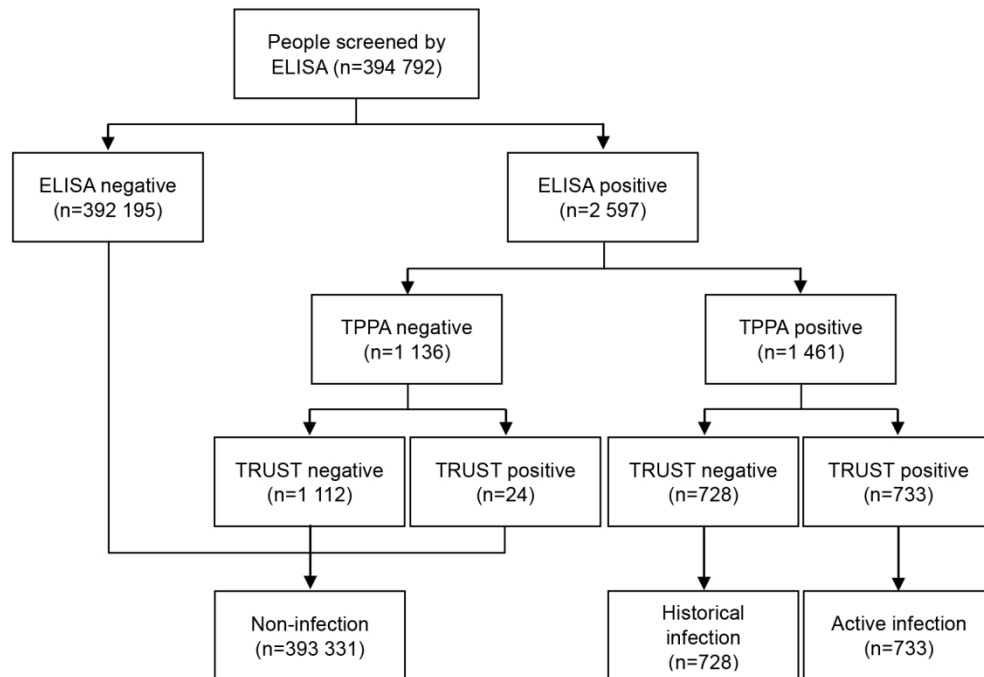 People screened by
ELISA (n=394 792)
ELISA negative
(n=392 195)
ELISA positive
(n=2 597)
TPPA negative
(n=1 136)
TPPA positive
(n=1 461)
TRUST negative
(n=1 112)
TRUST positive
(n=24)
TRUST negative
(n=728)
TRUST positive
(n=733)
Non-infection
(n=393 331)
Historical
infection
(n=728)
Active infection
(n=733)